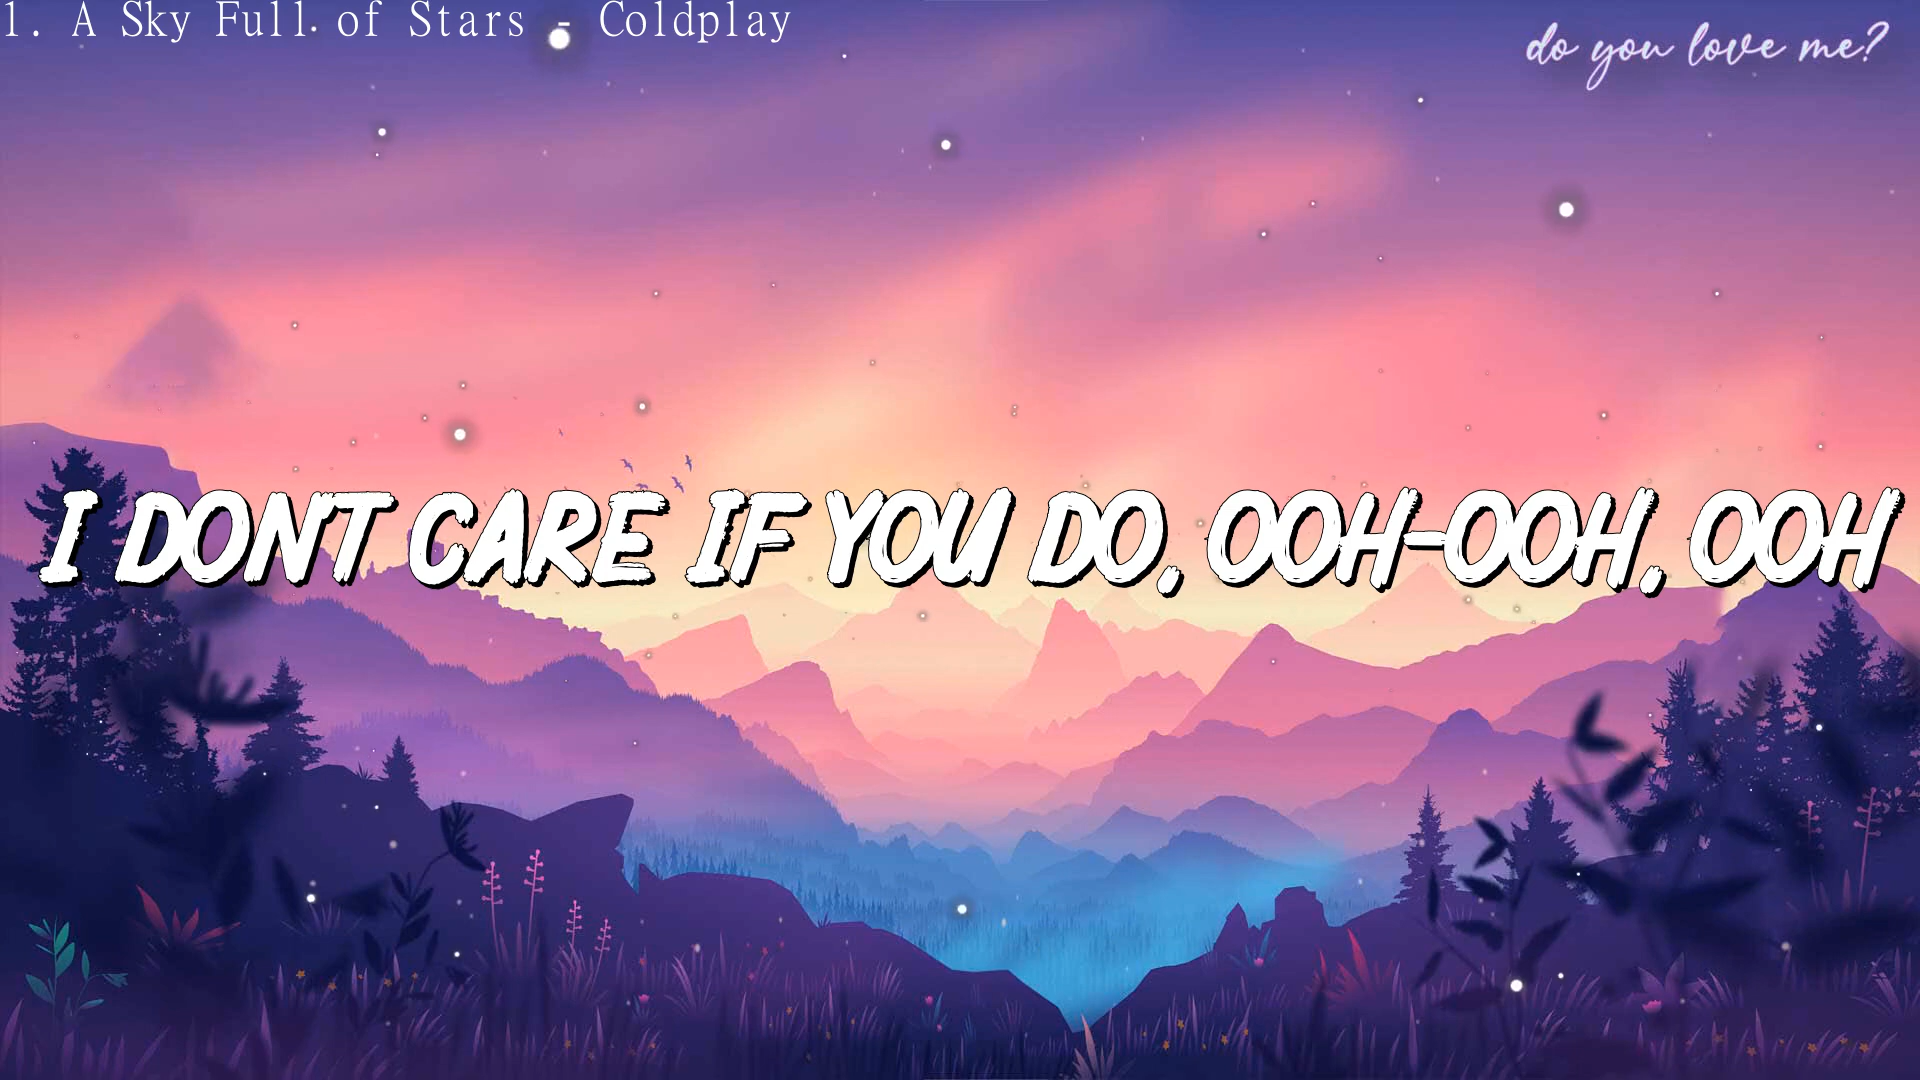 1. A Sky Full of Stars - Coldplay
do you love me?
I DONT CARE IF YOU DO, OOH-OOH, OOH